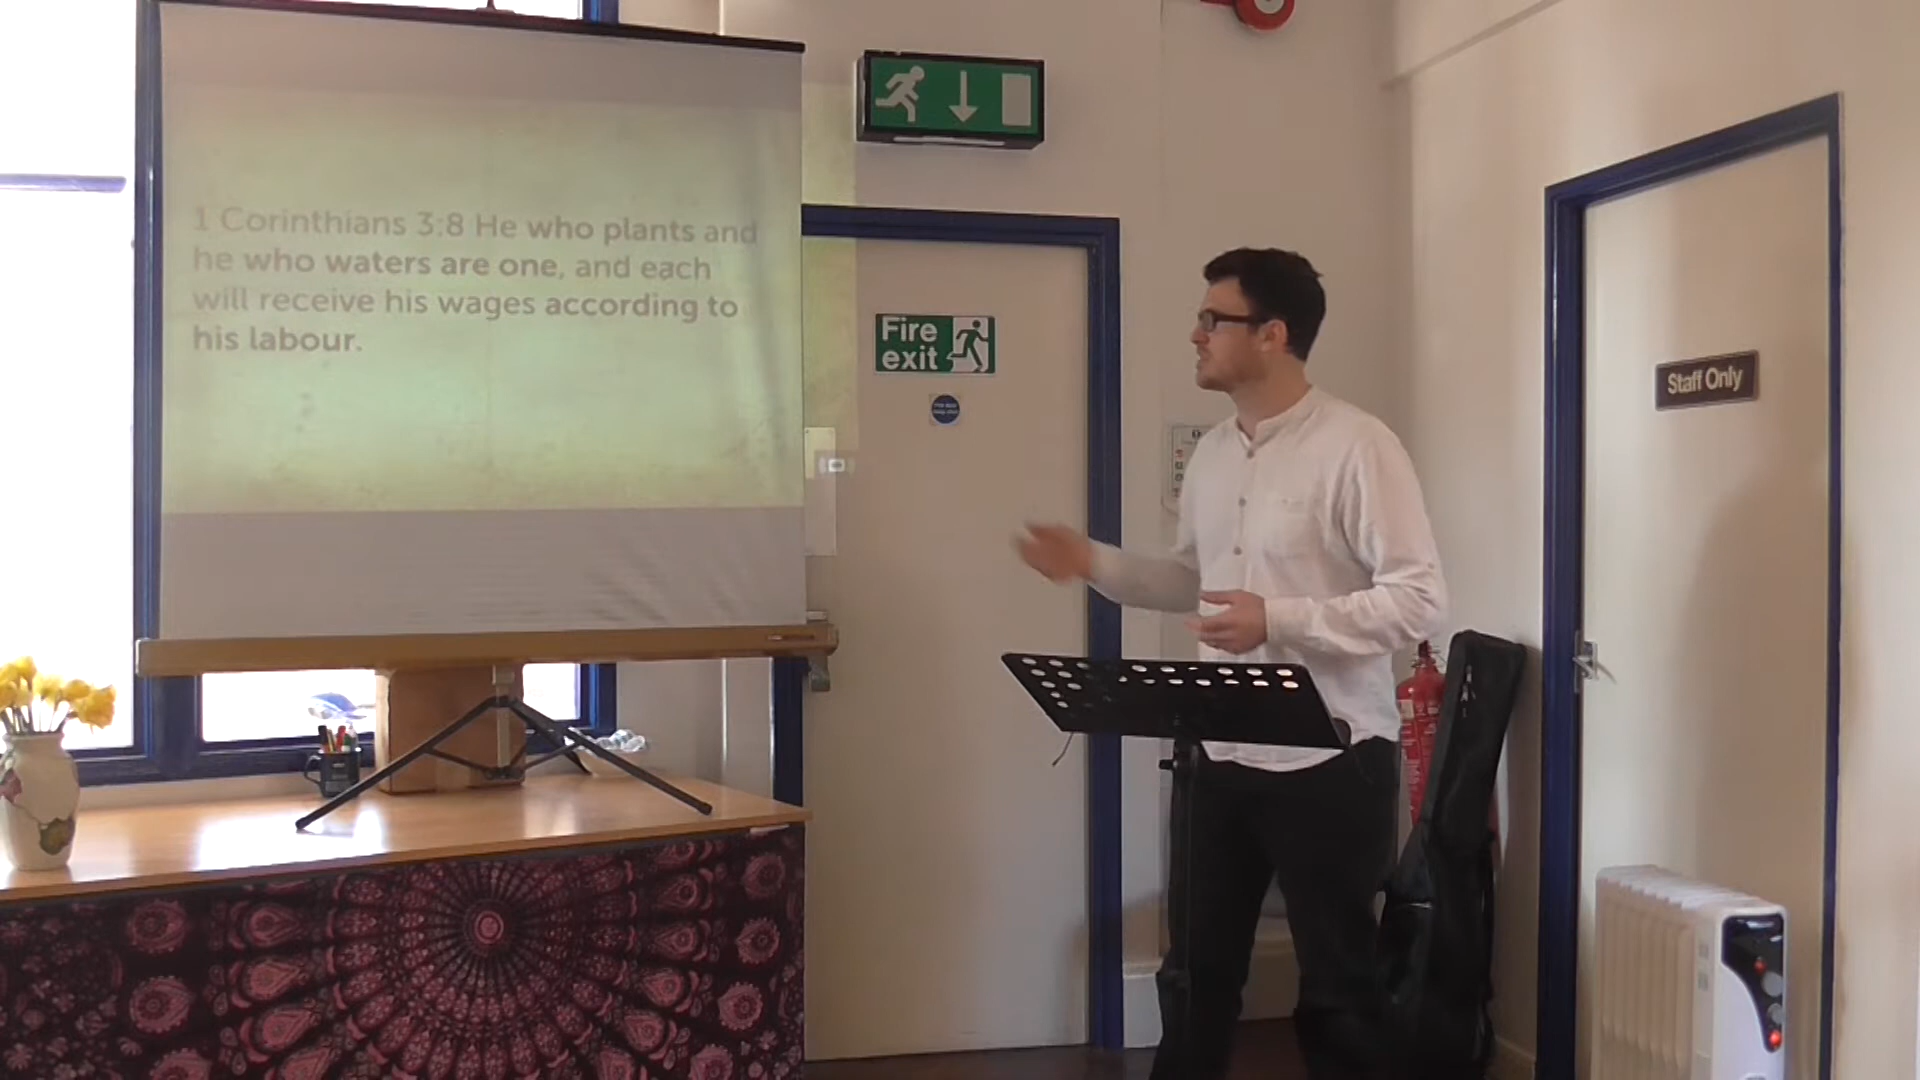 1 Corinthians 3:8 He who plants and
he who waters are one, and each
will receive his wages according to
his labour.
Fire
exit
Staff Only